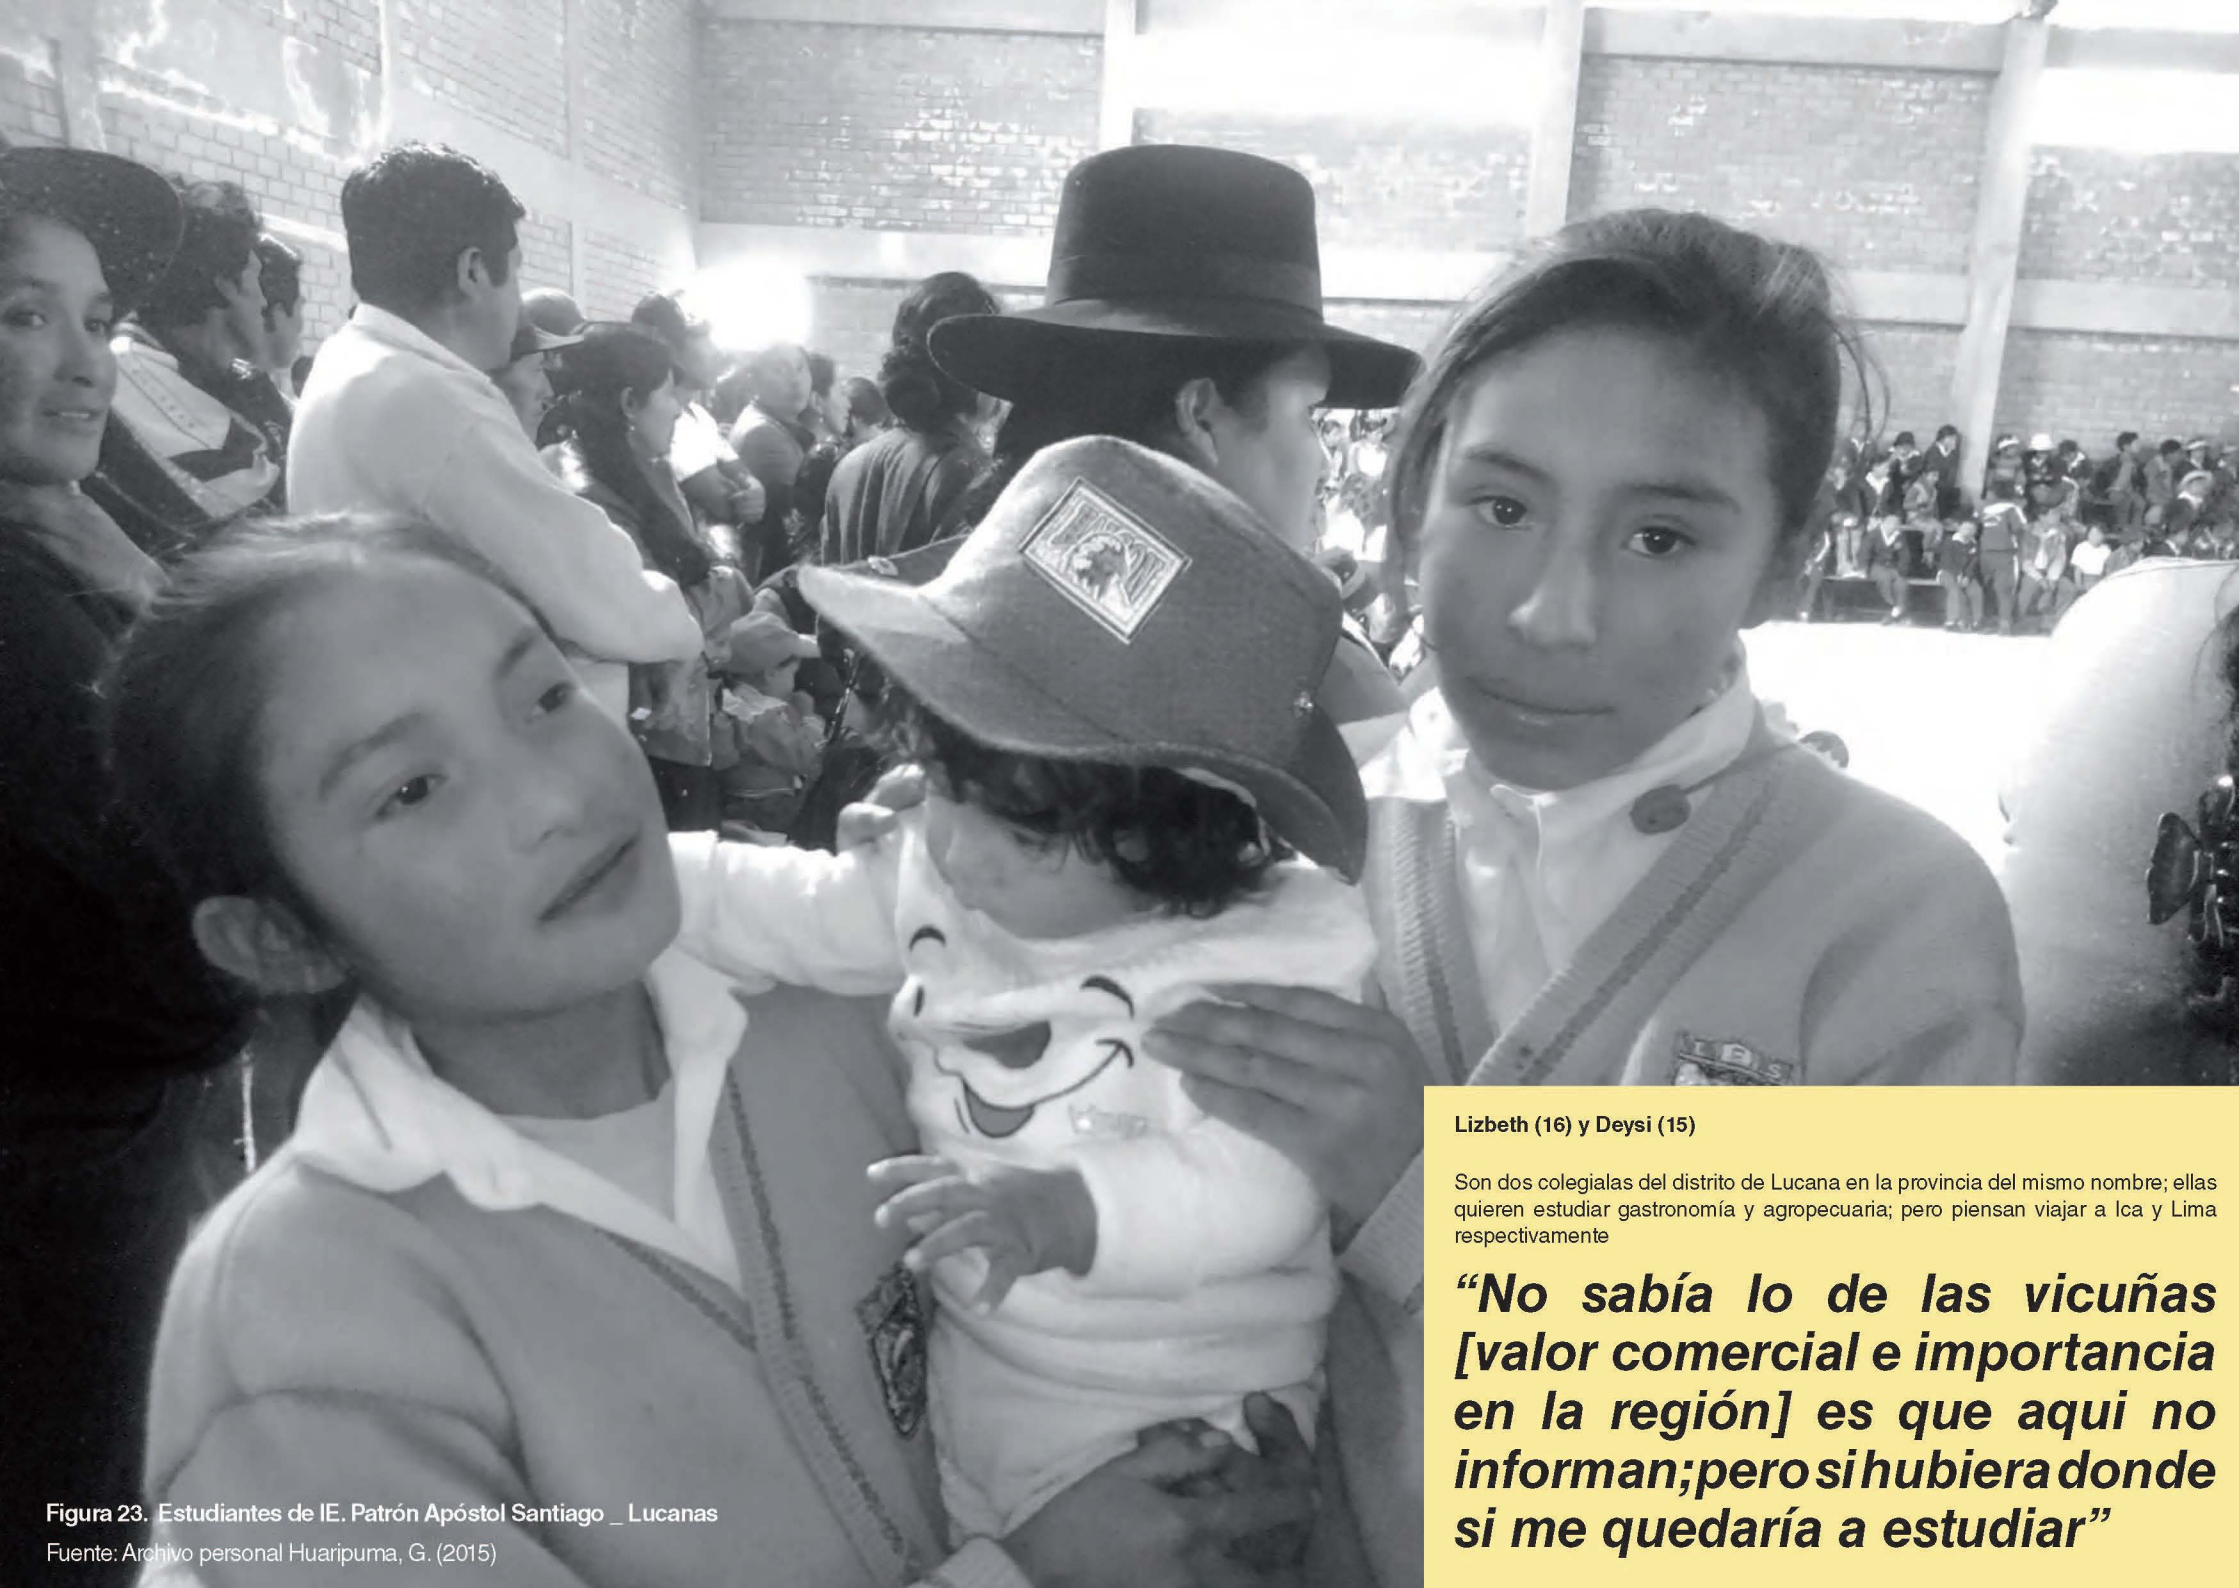 Lizbeth (16) y Deysi (15)
Son dos colegialas del distrito de Lucana en la provincia del mismo nombre; ellas
quieren estudiar gastronomía y agropecuaria; pero piensan viajar a Ica y Lima
respectivamente
“No sabía lo de las vicuñas
[valor comercial e importancia
en la región] es que aqui no
informan; pero si hubiera donde
si me quedaría a estudiar”
Figura 23. Estudiantes de IE. Patrón Apóstol Santiago _ Lucanas
Fuente: Archivo personal Huaripuma, G. (2015)